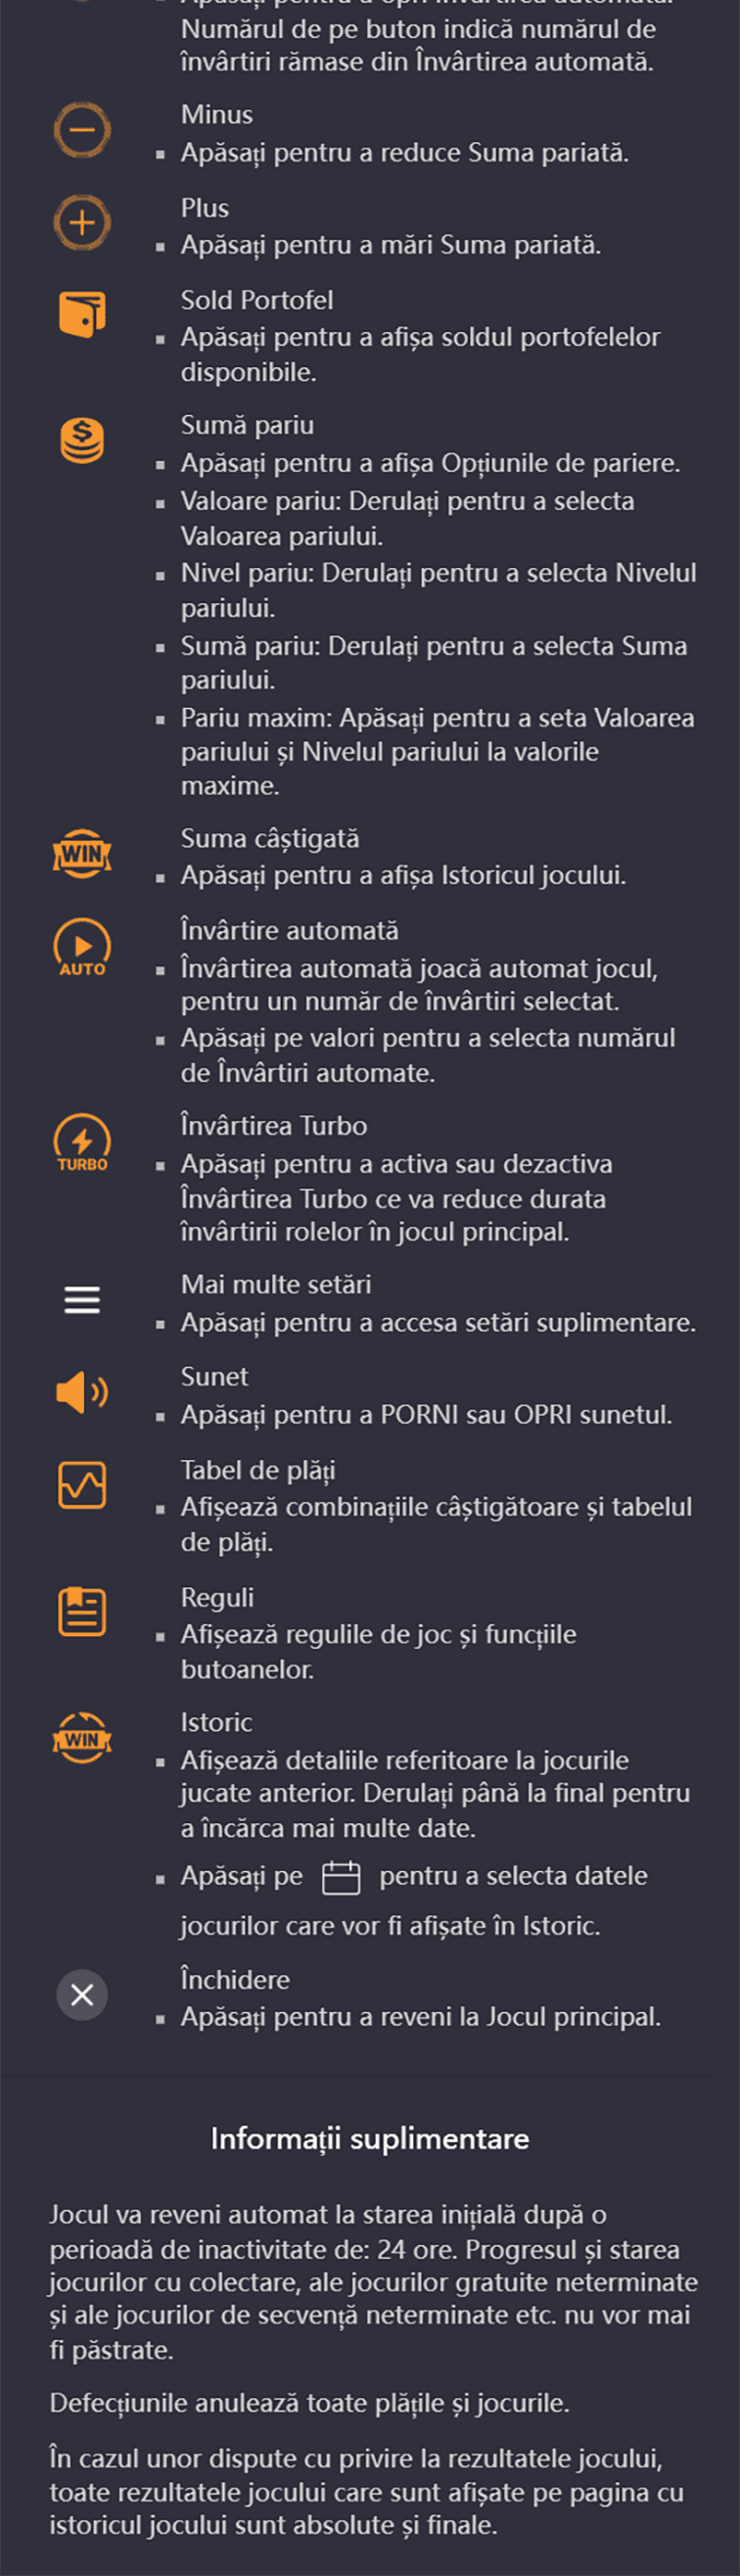 Apăsați pentru a opri Învârtirea automată.
Numărul de pe buton indică numărul de
învârtiri rămase din Învârtirea automată.
Minus
Apăsați pentru a reduce Suma pariată.
Plus
Apăsați pentru a mări Suma pariată.
Sold Portofel
Apăsați pentru a afișa soldul portofelelor
disponibile.
$
Sumă pariu
Apăsați pentru a afișa Opțiunile de pariere.
Valoare pariu: Derulați pentru a selecta
Valoarea pariului.
Nivel pariu: Derulați pentru a selecta Nivelul
pariului.
Sumă pariu: Derulați pentru a selecta Suma
pariului.
Pariu maxim: Apăsați pentru a seta Valoarea
pariului și Nivelul pariului la valorile
maxime.
WIN
Suma câștigată
Apăsați pentru a afișa Istoricul jocului.
AUTO
Învârtire automată
Învârtirea automată joacă automat jocul,
pentru un număr de învârtiri selectat.
Apăsați pe valori pentru a selecta numărul
de Învârtiri automate.
TURBO
Învârtirea Turbo
Apăsați pentru a activa sau dezactiva
Învârtirea Turbo ce va reduce durata
învârtirii rolelor în jocul principal.
Mai multe setări
Apăsați pentru a accesa setări suplimentare.
Sunet
Apăsați pentru a PORNI sau OPRI sunetul.
Tabel de plăți
Afișează combinațiile câștigătoare și tabelul
de plăți.
Reguli
Afișează regulile de joc și funcțiile
butoanelor.
WIN
Istoric
Afișează detaliile referitoare la jocurile
jucate anterior. Derulați până la final pentru
a încărca mai multe date.
Apăsați pe pentru a selecta datele
jocurilor care vor fi afișate în Istoric.
Închidere
Apăsați pentru a reveni la Jocul principal.
Informații suplimentare
Jocul va reveni automat la starea inițială după o
perioadă de inactivitate de: 24 ore. Progresul și starea
jocurilor cu colectare, ale jocurilor gratuite neterminate
și ale jocurilor de secvență neterminate etc. nu vor mai
fi păstrate.
Defecțiunile anulează toate plățile și jocurile.
În cazul unor dispute cu privire la rezultatele jocului,
toate rezultatele jocului care sunt afișate pe pagina cu
istoricul jocului sunt absolute și finale.